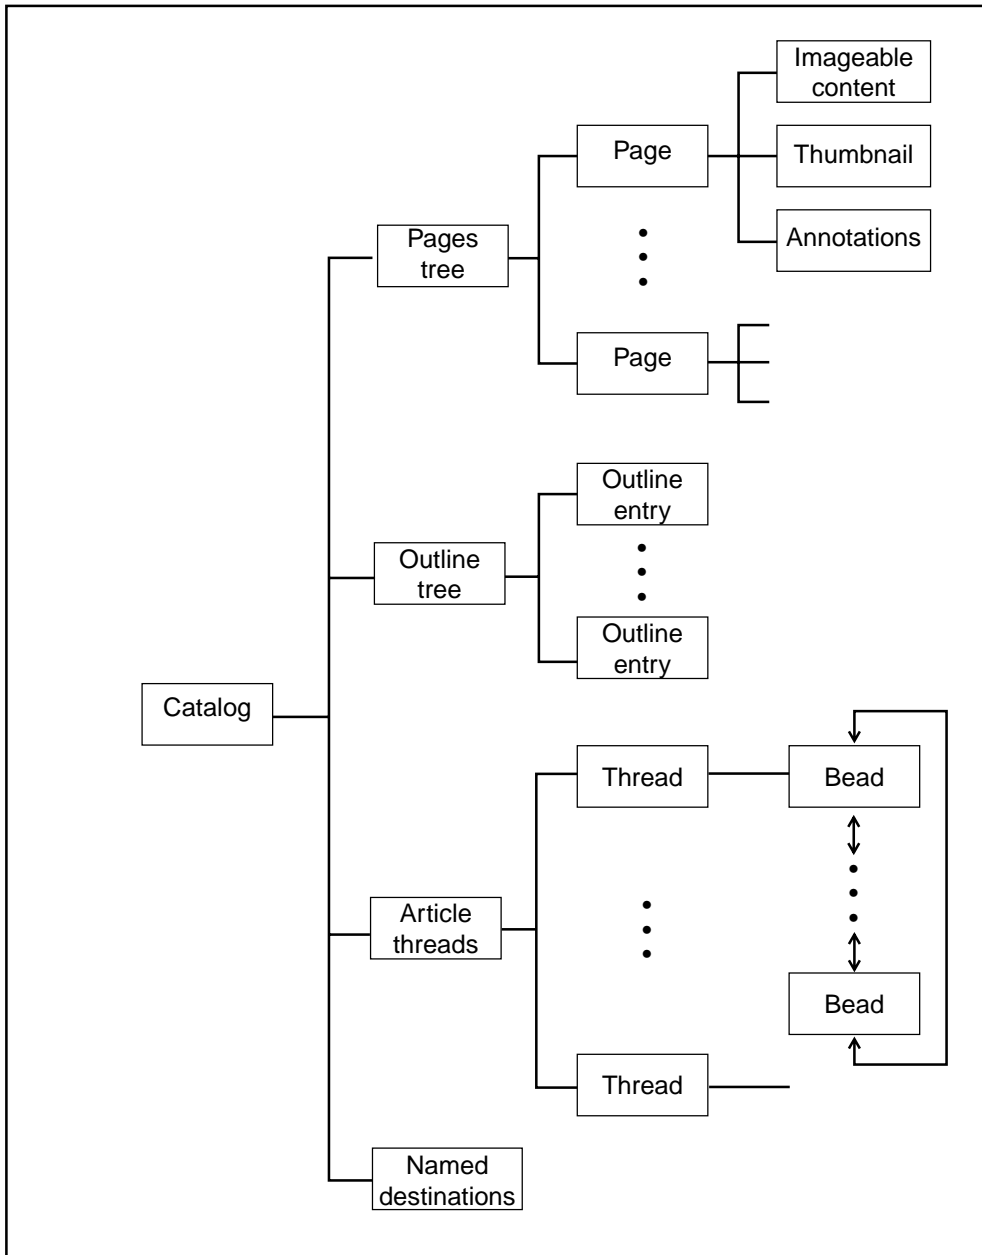 Imageable
content
Page
Thumbnail
Annotations
Pages
tree
Page
Outline
entry
Outline
tree
Outline
entry
Catalog
Thread
Bead
Article
threads
Bead
Thread
Named
destinations